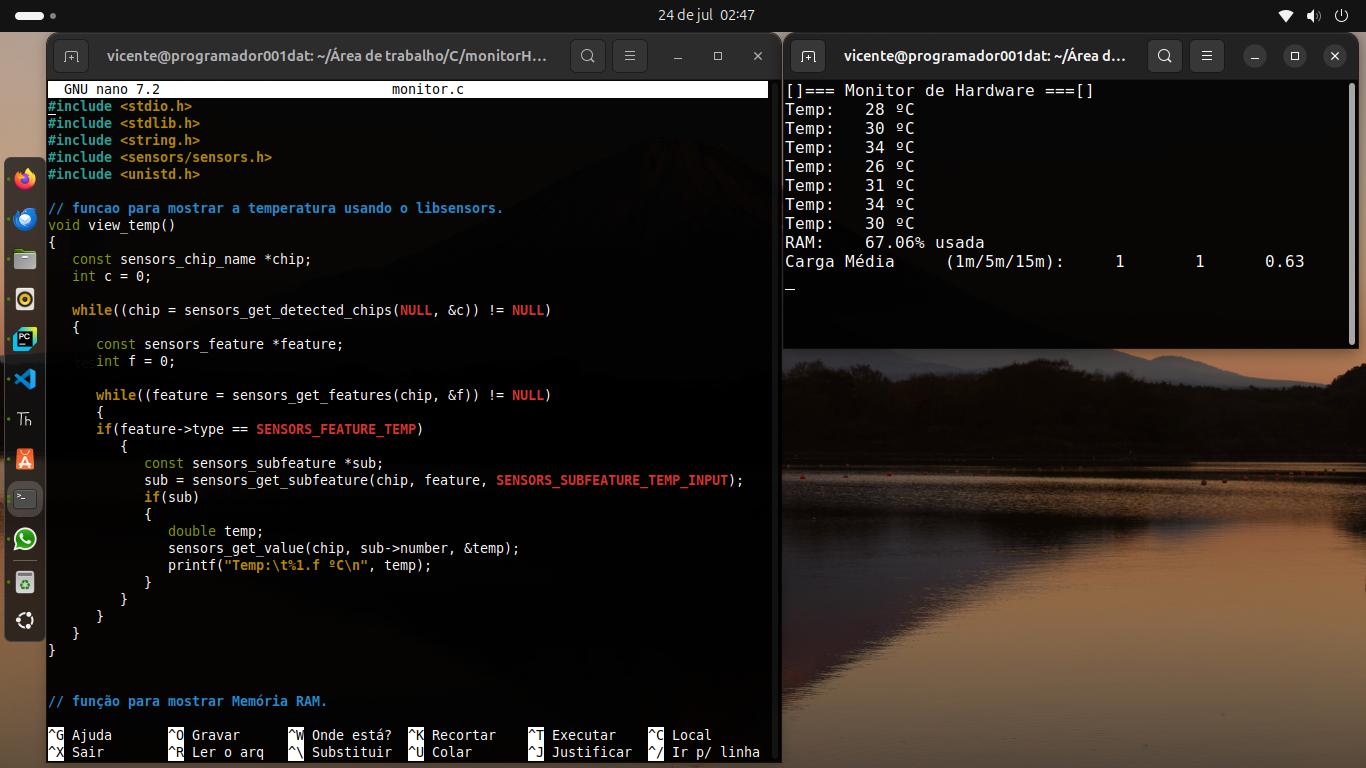 24 de jul 02:47
vicente@programador001dat: ~/Área de trabalho/C/monitorH...
GNU nano 7.2 monitor.c
#include <stdio.h>
#include <stdlib.h>
#include <string.h>
#include <sensors/sensors.h>
#include <unistd.h>
// funcao para mostrar a temperatura usando o libsensors.
void view_temp()
{
const sensors_chip_name *chip;
int c = 0;
while((chip = sensors_get_detected_chips(NULL, &c)) != NULL)
{
const sensors_feature *feature;
int f = 0;
while((feature = sensors_get_features(chip, &f)) != NULL)
{
if(feature->type == SENSORS_FEATURE_TEMP)
{
const sensors_subfeature *sub;
sub = sensors_get_subfeature(chip, feature, SENSORS_SUBFEATURE_TEMP_INPUT);
if(sub)
{
double temp;
sensors_get_value(chip, sub->number, &temp);
printf("Temp:\t%1.f ºC\n", temp);
}
}
}
}
}
// função para mostrar Memória RAM.
^G Ajuda ^O Gravar ^W Onde está? ^K Recortar ^T Executar ^C Local
^X Sair ^R Ler o arq ^\ Substituir ^U Colar ^J Justificar ^/ Ir p/ linha
vicente@programador001dat: ~/Área d...
[]=== Monitor de Hardware ===[]
Temp: 28 ºC
Temp: 30 ºC
Temp: 34 ºC
Temp: 26 ºC
Temp: 31 ºC
Temp: 34 ºC
Temp: 30 ºC
RAM: 67.06% usada
Carga Média (1m/5m/15m): 1 1 0.63
PC
Th